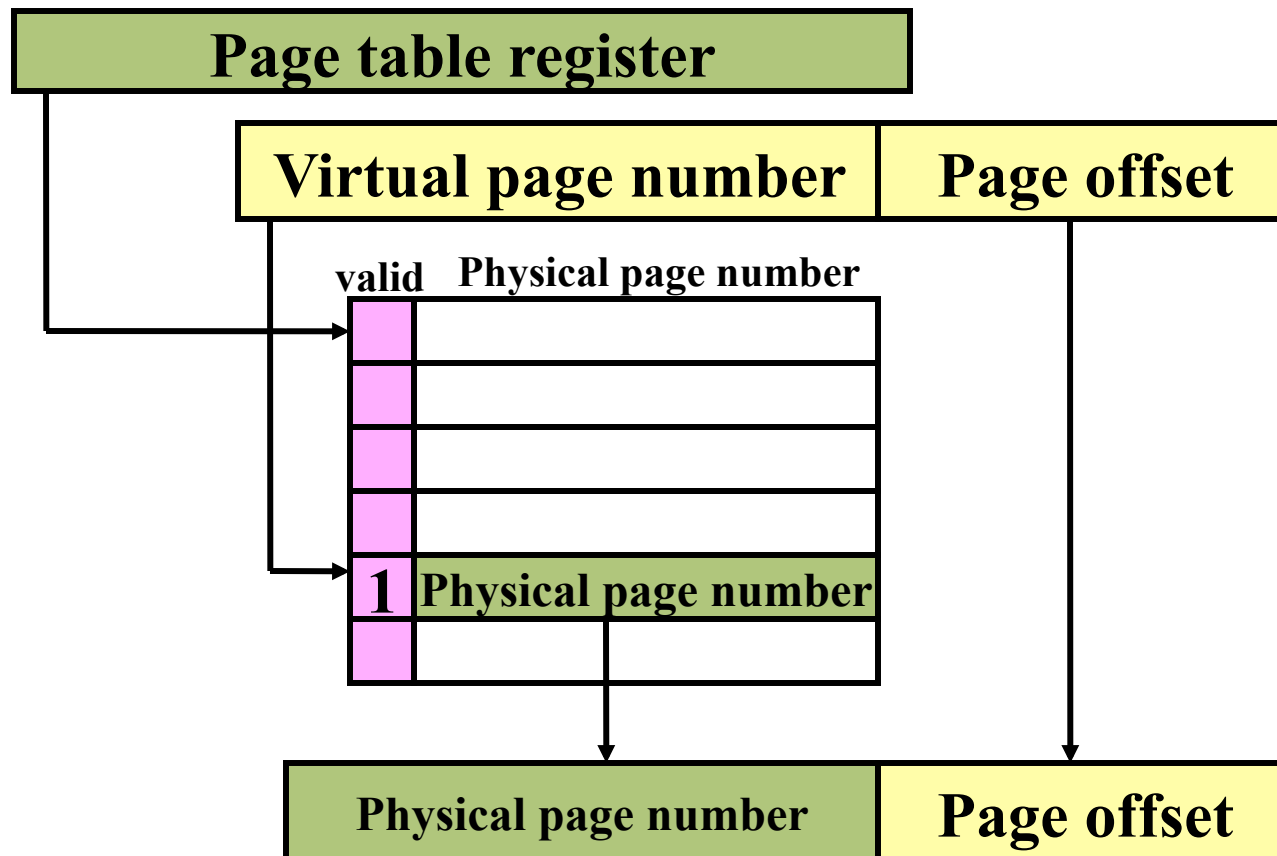 Page table register
Virtual page number
Page offset
valid
Physical page number
1
Physical page number
Physical page number
Page offset